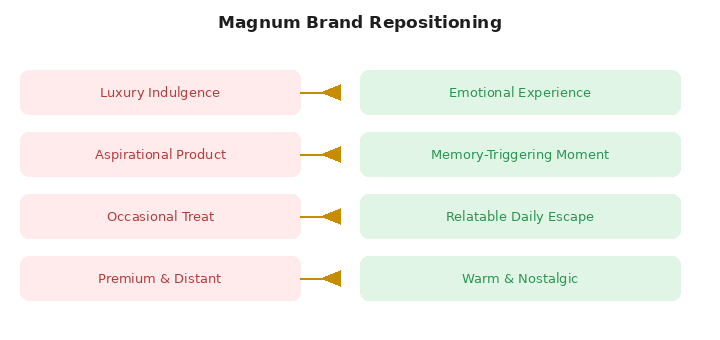 Magnum Brand Repositioning
Luxury Indulgence
Emotional Experience
Aspirational Product
Memory-Triggering Moment
Occasional Treat
Relatable Daily Escape
Premium & Distant
Warm & Nostalgic